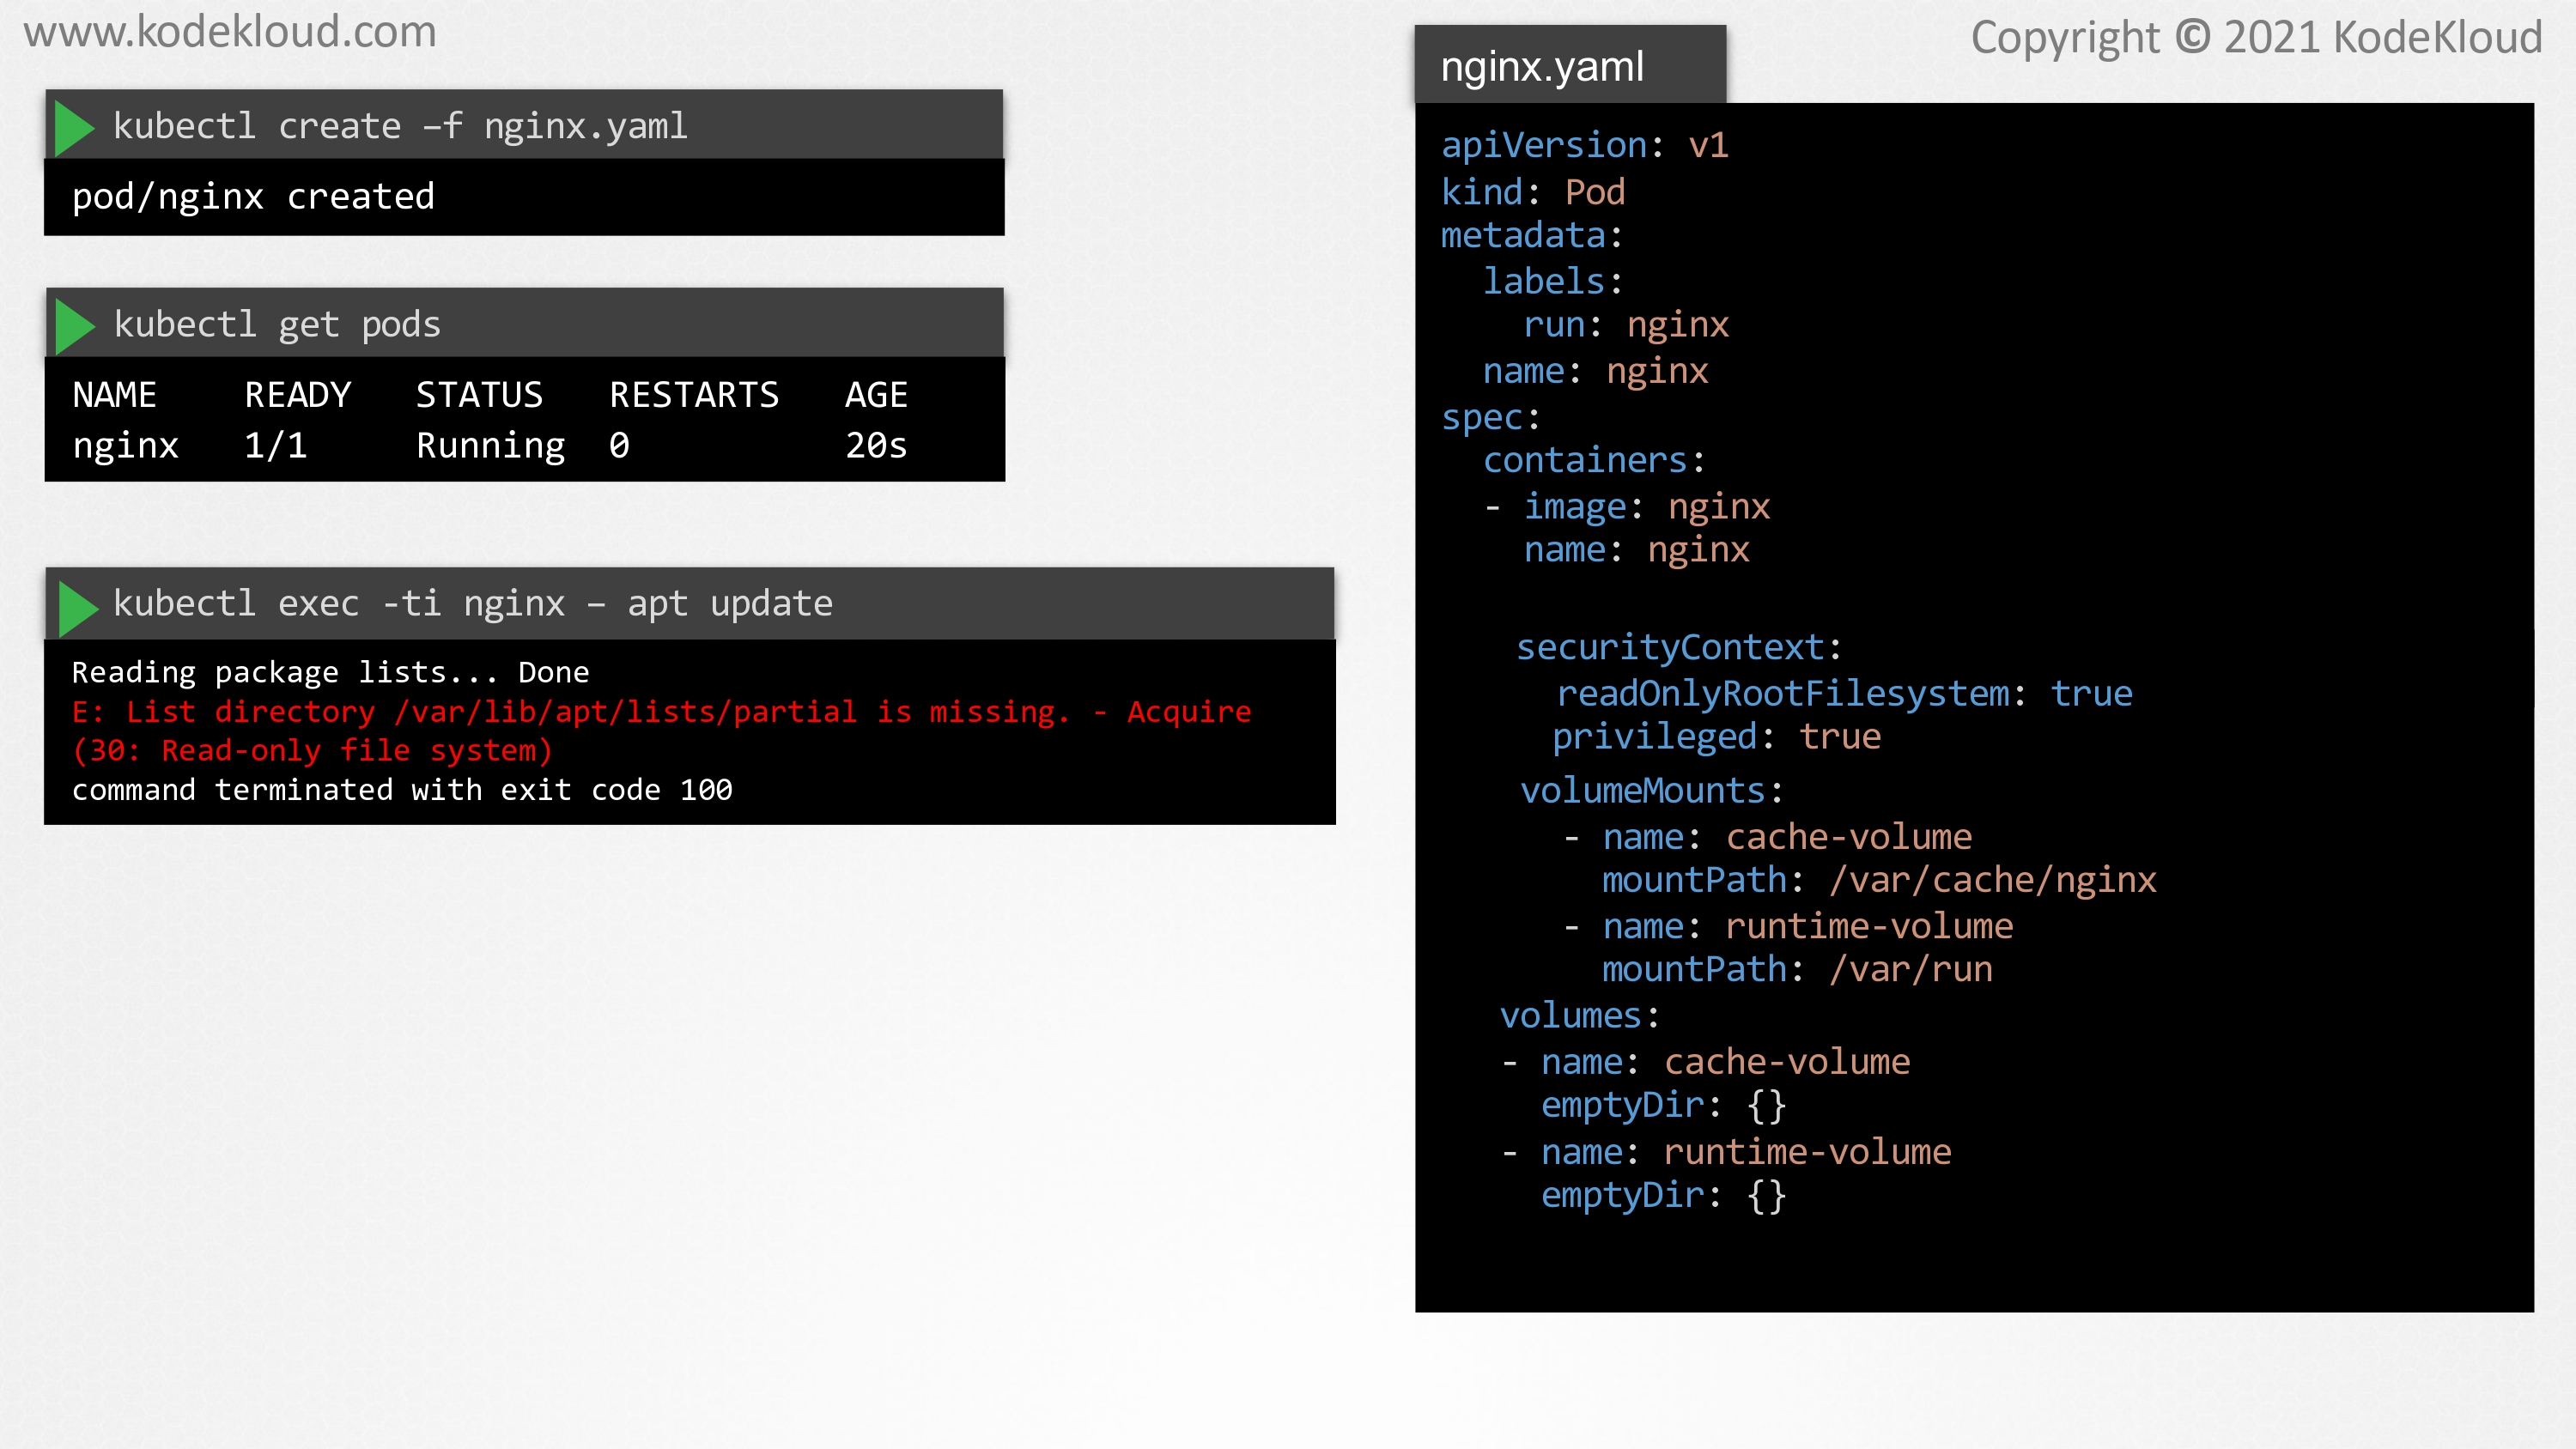 www.kodekloud.com
Copyright © 2021 KodeKloud
kubectl create –f nginx.yaml
pod/nginx created
kubectl get pods
NAME    READY   STATUS   RESTARTS   AGE
nginx   1/1     Running  0          20s
kubectl exec -ti nginx – apt update
Reading package lists... Done
E: List directory /var/lib/apt/lists/partial is missing. - Acquire
(30: Read-only file system)
command terminated with exit code 100
nginx.yaml
apiVersion: v1
kind: Pod
metadata:
  labels:
    run: nginx
  name: nginx
spec:
  containers:
  - image: nginx
    name: nginx
    securityContext:
      readOnlyRootFilesystem: true
      privileged: true
    volumeMounts:
      - name: cache-volume
        mountPath: /var/cache/nginx
      - name: runtime-volume
        mountPath: /var/run
   volumes:
   - name: cache-volume
     emptyDir: {}
   - name: runtime-volume
     emptyDir: {}